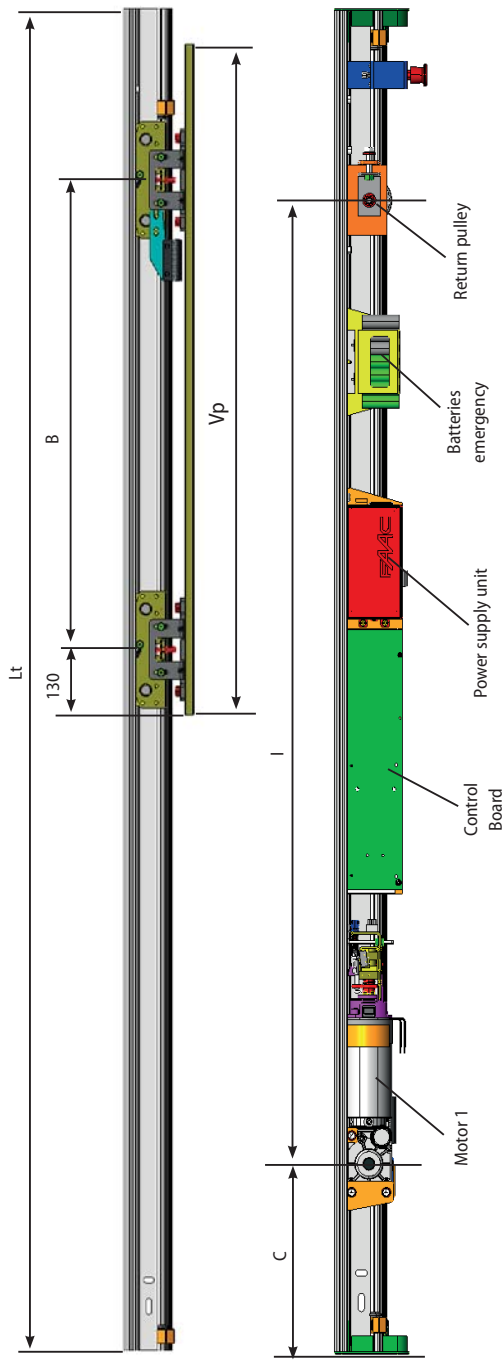 Lt
B
130
Vp
I
C
Motor 1
Control
Board
Power supply unit
FAAC
Batteries
emergency
Return pulley